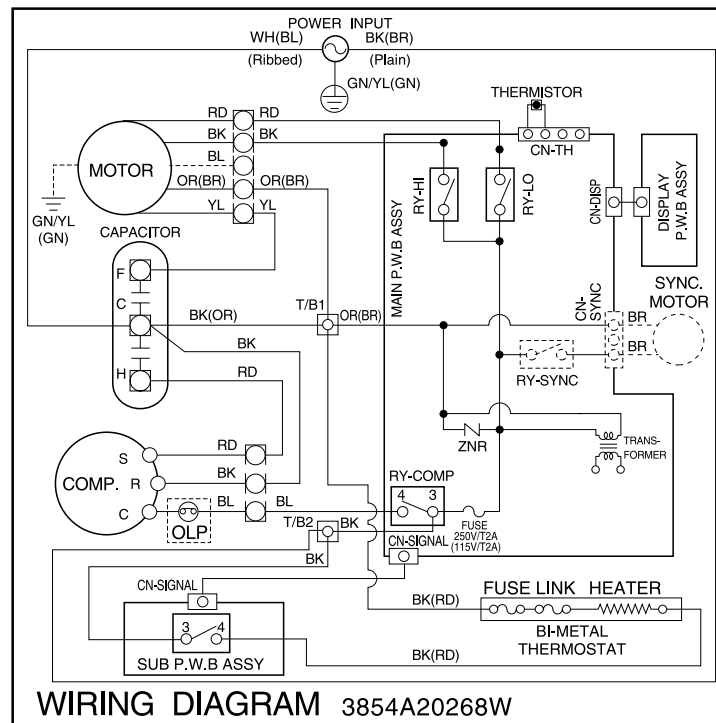 POWER INPUT
WH(BL)
BK(BR)
(Ribbed)
(Plain)
GN/YL(GN)
RD
RD
BK
BK
BL
OR(BR)
OR(BR)
YL
YL
MOTOR
GN/YL
(GN)
THERMISTOR
CN-TH
RY-HI
RY-LO
MAIN P.W.B ASSY
CN-DISP
DISPLAY
P.W.B ASSY
CAPACITOR
F
C
H
BK(OR)
T/B1
OR(BR)
BK
RD
CN-
SYNC
SYNC.
MOTOR
BR
BR
RY-SYNC
ZNR
TRANS-
FORMER
COMP.
S
R
C
RD
BK
BL
BL
OLP
RY-COMP
4
3
FUSE
250V/T2A
(115V/T2A)
T/B2
BK
BK
CN-SIGNAL
CN-SIGNAL
3
4
SUB P.W.B ASSY
BK(RD)
BK(RD)
FUSE LINK
HEATER
BI-METAL
THERMOSTAT
WIRING DIAGRAM 3854A20268W